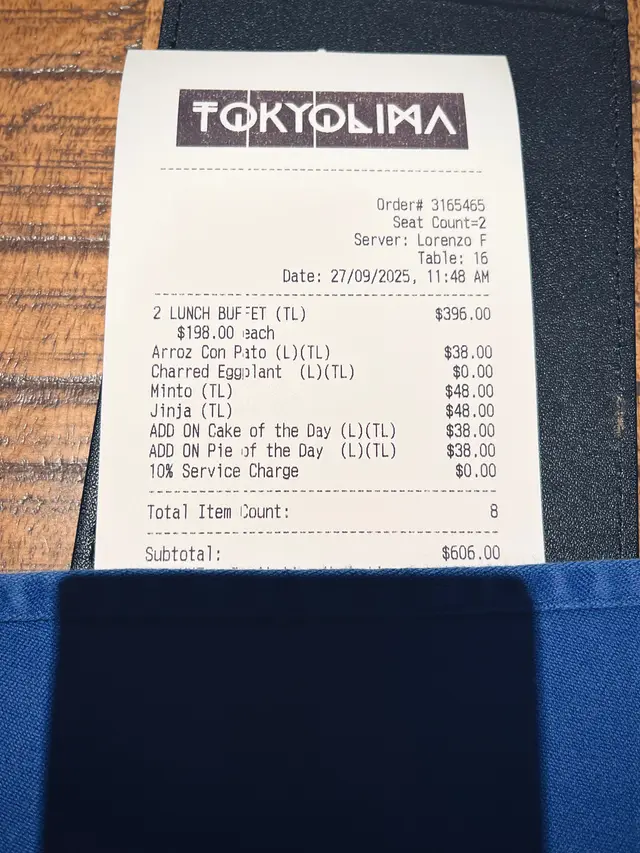 TOKYOLIMA
Order# 3165465
Seat Count=2
Server: Lorenzo F
Table: 16
Date: 27/09/2025, 11:48 AM
2 LUNCH BUFFET (TL) $396.00
$198.00 each
Arroz Con Pato (L)(TL) $38.00
Charred Eggplant (L)(TL) $0.00
Minto (TL) $48.00
Jinja (TL) $48.00
ADD ON Cake of the Day (L)(TL) $38.00
ADD ON Pie of the Day (L)(TL) $38.00
10% Service Charge $0.00
Total Item Count: 8
Subtotal: $606.00